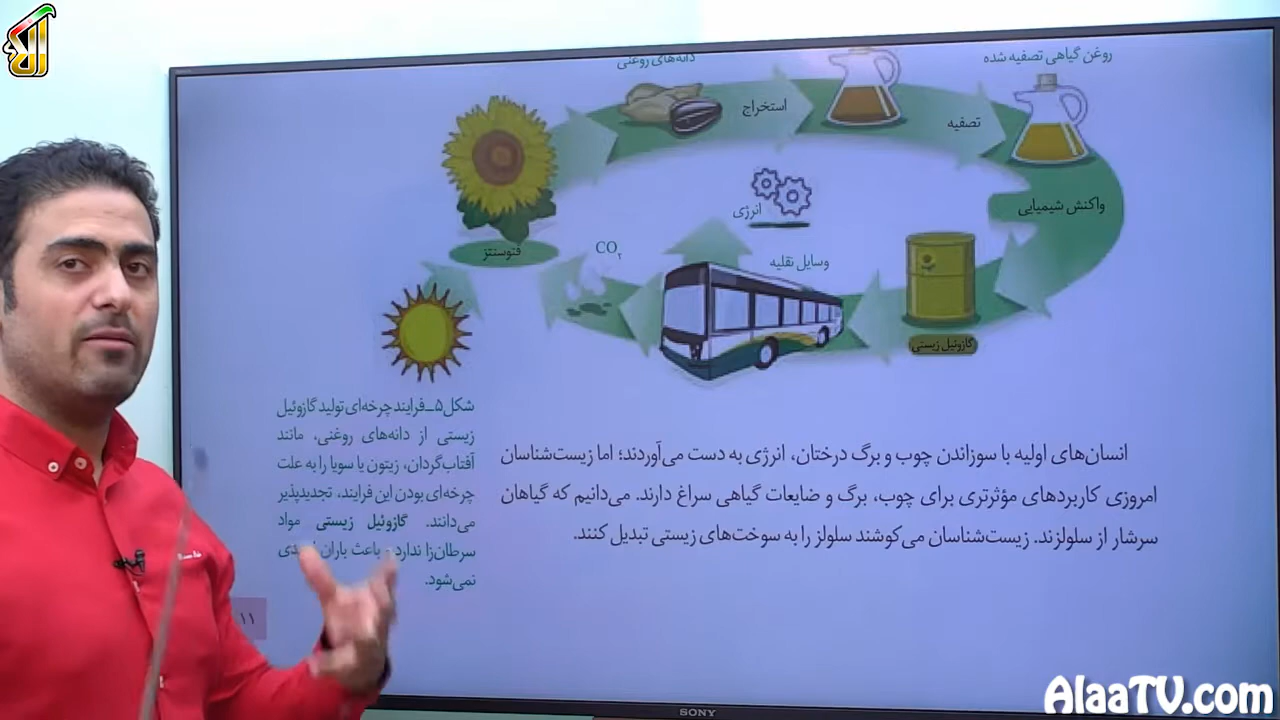 دانه‌های روغنی
روغن گیاهی تصفیه شده
استخراج
تصفیه
واکنش شیمیایی
انرژی
فتوسنتز
CO۲
وسایل نقلیه
گازوئیل زیستی
شکل ۵ـ فرایند چرخه‌ای تولید گازوئیل
زیستی از دانه‌های روغنی، مانند
آفتاب‌گردان، زیتون یا سویا را به علت
چرخه‌ای بودن این فرایند، تجدیدپذیر
می‌دانند. گازوئیل زیستی مواد
سرطان‌زا ندارد باعث باران
نمی‌شود.
انسان‌های اولیه با سوزاندن چوب و برگ درختان، انرژی به دست می‌آوردند؛ اما زیست‌شناسان
امروزی کاربردهای مؤثرتری برای چوب، برگ و ضایعات گیاهی سراغ دارند. می‌دانیم که گیاهان
سرشار از سلولزند. زیست‌شناسان می‌کوشند سلولز را به سوخت‌های زیستی تبدیل کنند.
۱۱
SONY
AlaaTV.com